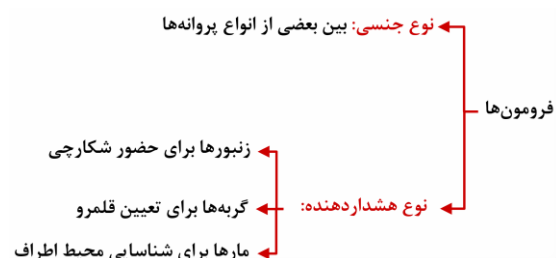 نوع جنسی: بین بعضی از انواع پروانه‌ها
فرومون‌ها
زنبورها برای حضور شکارچی
نوع هشداردهنده:
گربه‌ها برای تعیین قلمرو
مارها برای شناسایی محیط اطراف